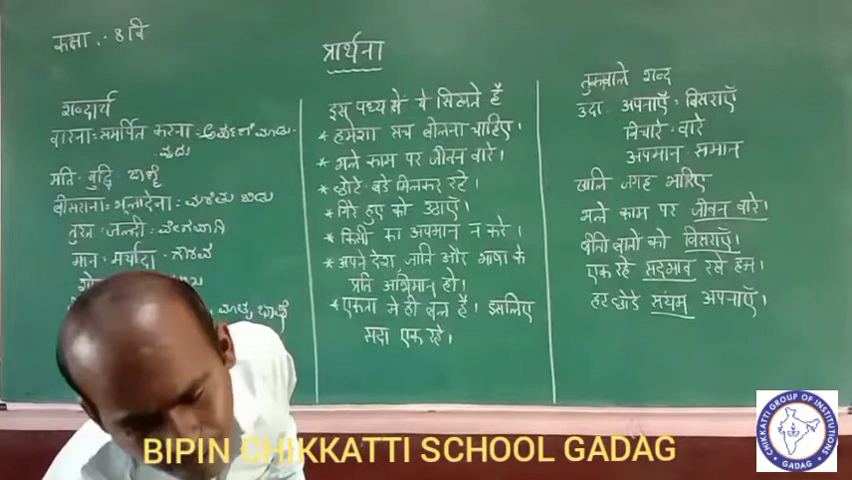 कक्षा :- 8वि
प्रार्थना
शब्दार्थ
वारना = समर्पित करना -
मति - बुद्धि
बीसराना = भूलादेना :
तुरत = जल्दी -
मान = मर्यादा -
इस पध्य से ये सिखते हैं
* हमेशा सच बोलना चाहिए।
* भले काम पर जीवन वारे।
* छोटे बडे मिलकर रटे।
* गिरे हुए को उठाएँ।
* किसी का अपमान न करे।
* अपने देश जाति और भाषा के
प्रति अभिमान हो।
* एकता मे ही बल है। इसलिए
सदा एक रहे।
तुकवाले शब्द
उदा. अपनाएँ = बिसराएँ
विचारे - वारे
अपमान समान
खालि जगह भरिए
भले काम पर जीवन वारे।
बीती बातों को बिसराएँ।
एक रहे सद्भाव रखे हम।
हर छोडे संयम अपनाएँ।
BIPIN CHIKKATTI SCHOOL GADAG
CHIKKATTI GROUP OF INSTITUTIONS
GADAG